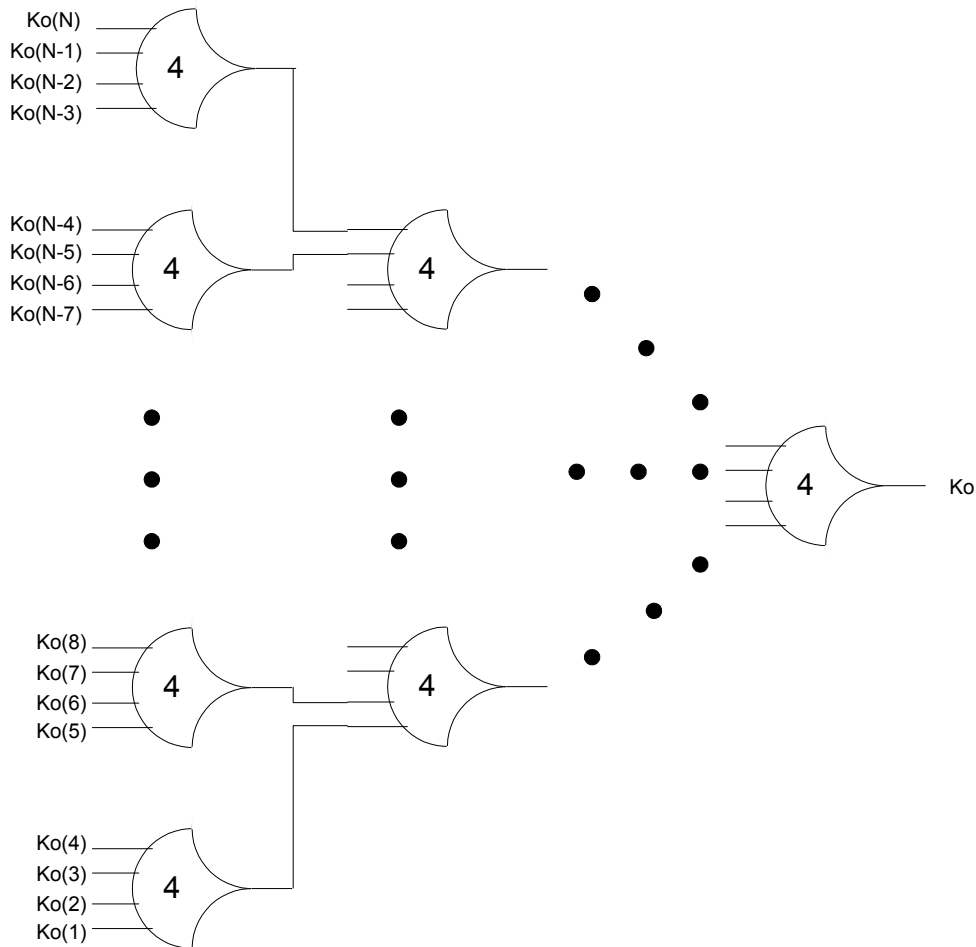 Ko(N)
Ko(N-1)
Ko(N-2)
Ko(N-3)
4
Ko(N-4)
Ko(N-5)
Ko(N-6)
Ko(N-7)
4
4
4
Ko
Ko(8)
Ko(7)
Ko(6)
Ko(5)
4
4
Ko(4)
Ko(3)
Ko(2)
Ko(1)
4